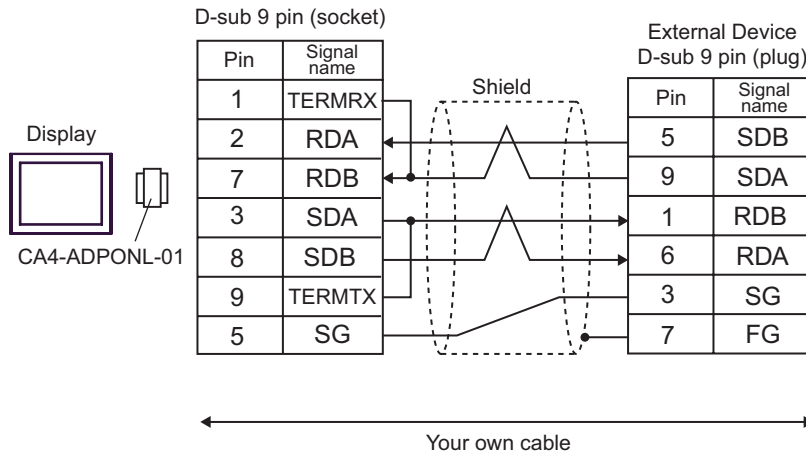 D-sub 9 pin (socket)
External Device
D-sub 9 pin (plug)
Pin Signal name
1 TERMRX
2 RDA
7 RDB
3 SDA
8 SDB
9 TERMTX
5 SG
Shield
Pin Signal name
5 SDB
9 SDA
1 RDB
6 RDA
3 SG
7 FG
Display
CA4-ADPONL-01
Your own cable